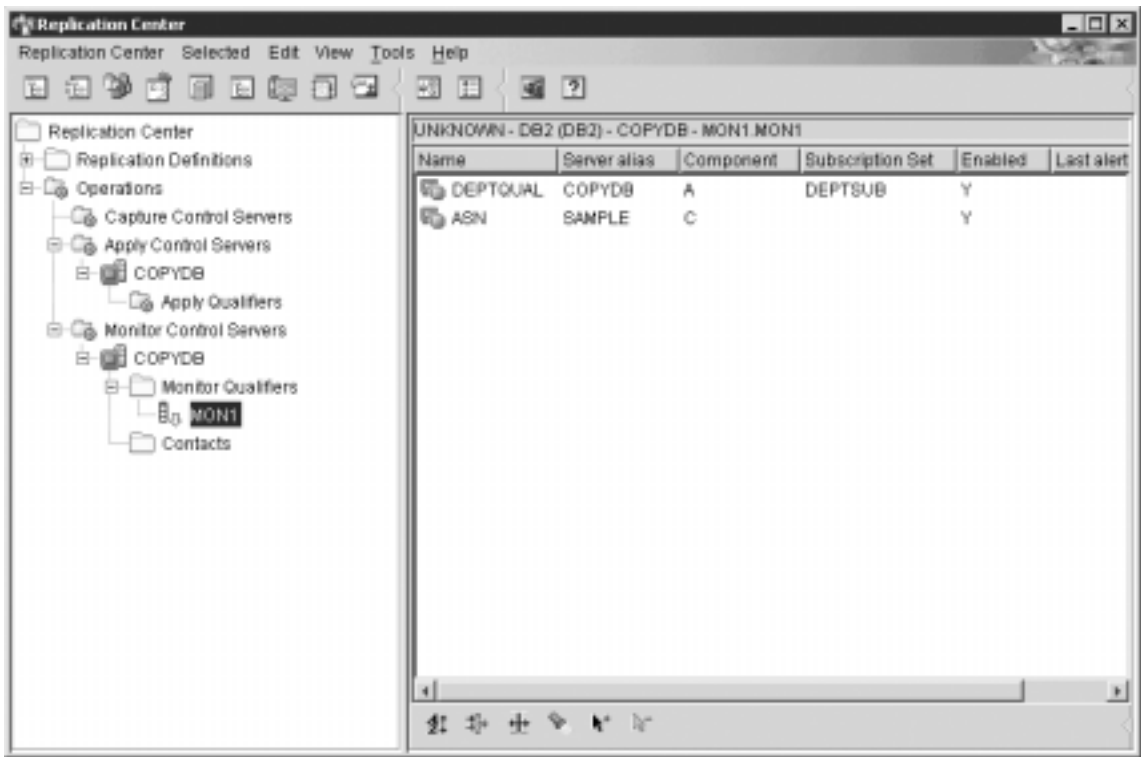 Replication Center
Replication Center Selected Edit View Tools Help
Replication Center
Replication Definitions
Operations
Capture Control Servers
Apply Control Servers
COPYDB
Apply Qualifiers
Monitor Control Servers
COPYDB
Monitor Qualifiers
MON1
Contacts
UNKNOWN - DB2 (DB2) - COPYDB - MON1.MON1
Name Server alias Component Subscription Set Enabled Last alert
DEPTQUAL COPYDB A DEPTSUB Y
ASN SAMPLE C Y